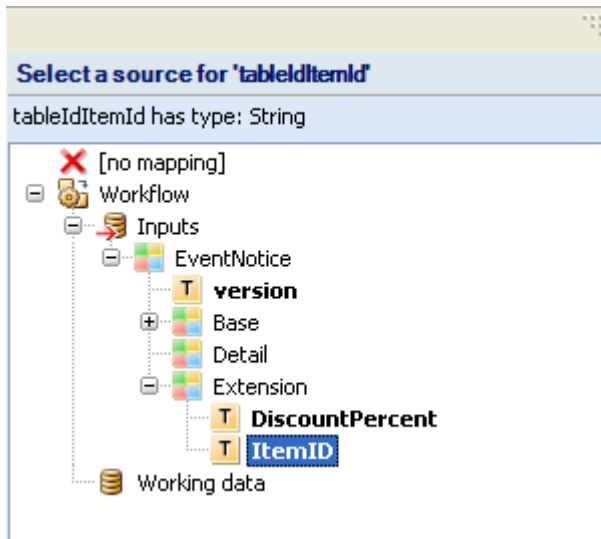 Select a source for 'tableIdItemId'
tableIdItemId has type: String
[no mapping]
Workflow
Inputs
EventNotice
T version
Base
Detail
Extension
T DiscountPercent
T ItemID
Working data